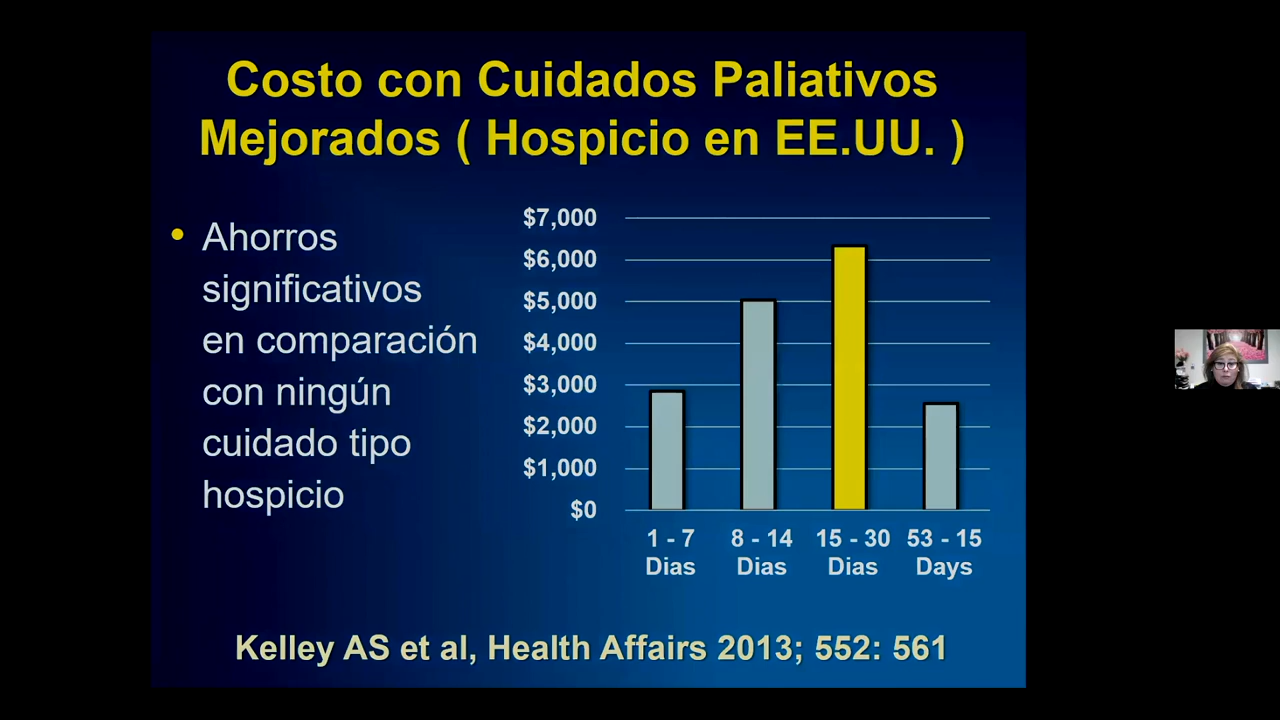 Costo con Cuidados Paliativos
Mejorados ( Hospicio en EE.UU. )
• Ahorros
significativos
en comparación
con ningún
cuidado tipo
hospicio
$7,000
$6,000
$5,000
$4,000
$3,000
$2,000
$1,000
$0
1 - 7 8 - 14 15 - 30 53 - 15
Dias Dias Dias Days
Kelley AS et al, Health Affairs 2013; 552: 561